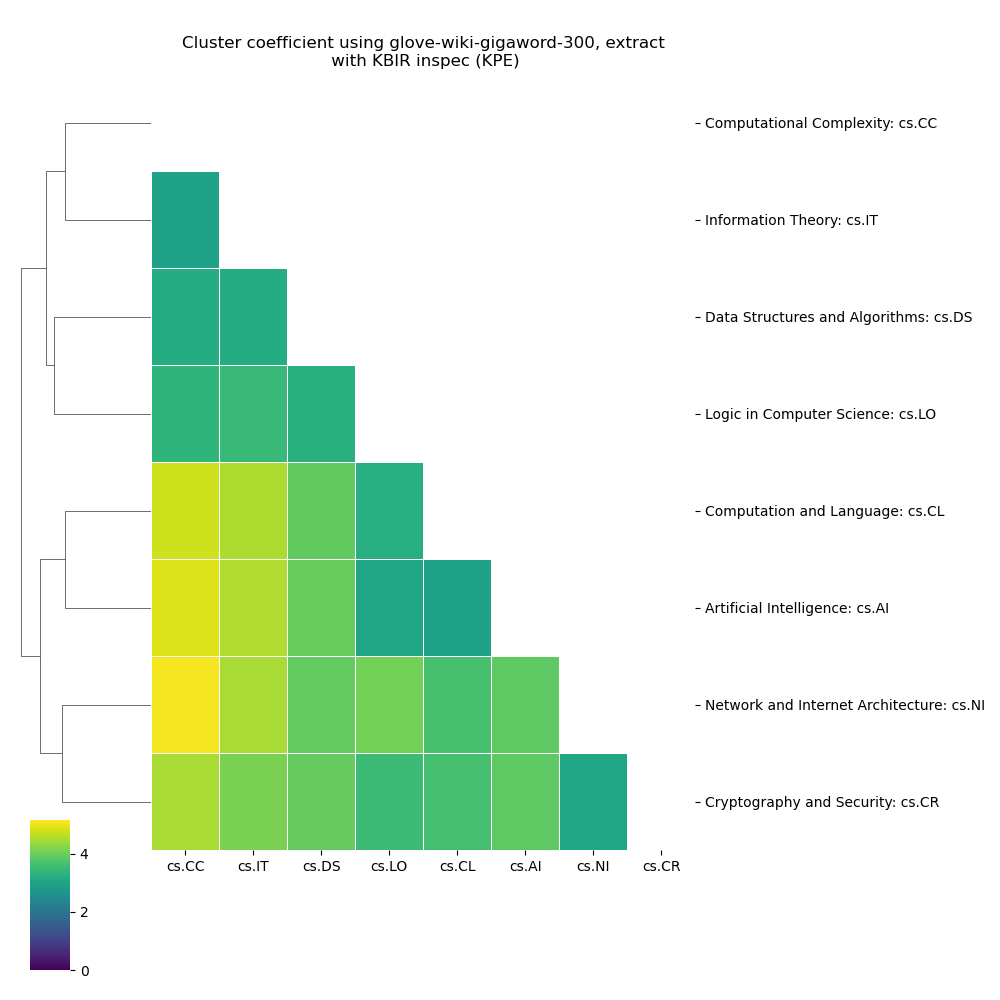 Cluster coefficient using glove-wiki-gigaword-300, extract
with KBIR inspec (KPE)
Computational Complexity: cs.CC
Information Theory: cs.IT
Data Structures and Algorithms: cs.DS
Logic in Computer Science: cs.LO
Computation and Language: cs.CL
Artificial Intelligence: cs.AI
Network and Internet Architecture: cs.NI
Cryptography and Security: cs.CR
cs.CC cs.IT cs.DS cs.LO cs.CL cs.AI cs.NI cs.CR
4
2
0